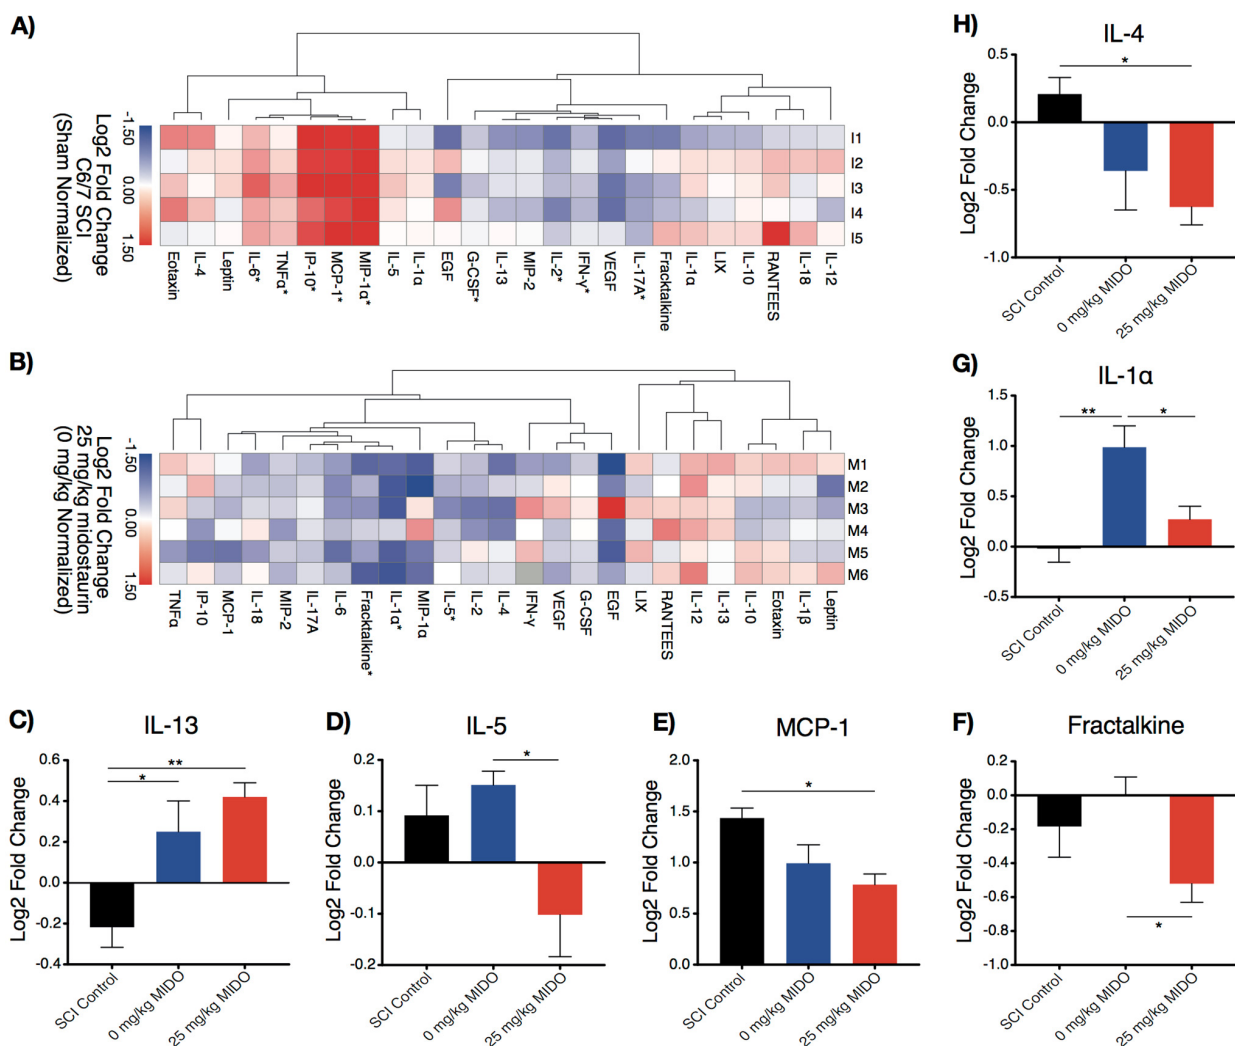 A)
-1.50
0.00
1.50
Log2 Fold Change
C6/7 SCI
(Sham Normalized)
I1
I2
I3
I4
I5
Eotaxin
IL-4
Leptin
IL-6*
TNFα*
IP-10*
MCP-1*
MIP-1α*
IL-5
IL-1α
EGF
G-CSF*
IL-13
MIP-2
IL-2*
IFN-γ*
VEGF
IL-17A*
Fracktalkine
IL-1α
LIX
IL-10
RANTEES
IL-18
IL-12
B)
-1.50
0.00
1.50
Log2 Fold Change
25 mg/kg midostaurin
(0 mg/kg Normalized)
M1
M2
M3
M4
M5
M6
TNFα
IP-10
MCP-1
IL-18
MIP-2
IL-17A
IL-6
Fracktalkine*
IL-1α*
MIP-1α
IL-5*
IL-2
IL-4
IFN-γ
VEGF
G-CSF
EGF
LIX
RANTEES
IL-12
IL-13
IL-10
Eotaxin
IL-1β
Leptin
C)
IL-13
Log2 Fold Change
0.6
0.4
0.2
0.0
-0.2
-0.4
**
*
SCI Control
0 mg/kg MIDO
25 mg/kg MIDO
D)
IL-5
Log2 Fold Change
0.2
0.1
0.0
-0.1
-0.2
*
SCI Control
0 mg/kg MIDO
25 mg/kg MIDO
E)
MCP-1
Log2 Fold Change
2.0
1.5
1.0
0.5
0.0
*
SCI Control
0 mg/kg MIDO
25 mg/kg MIDO
F)
Fractalkine
Log2 Fold Change
0.2
0.0
-0.2
-0.4
-0.6
-0.8
-1.0
*
SCI Control
0 mg/kg MIDO
25 mg/kg MIDO
G)
IL-1α
Log2 Fold Change
1.5
1.0
0.5
0.0
-0.5
**
*
SCI Control
0 mg/kg MIDO
25 mg/kg MIDO
H)
IL-4
Log2 Fold Change
0.5
0.0
-0.5
-1.0
*
SCI Control
0 mg/kg MIDO
25 mg/kg MIDO